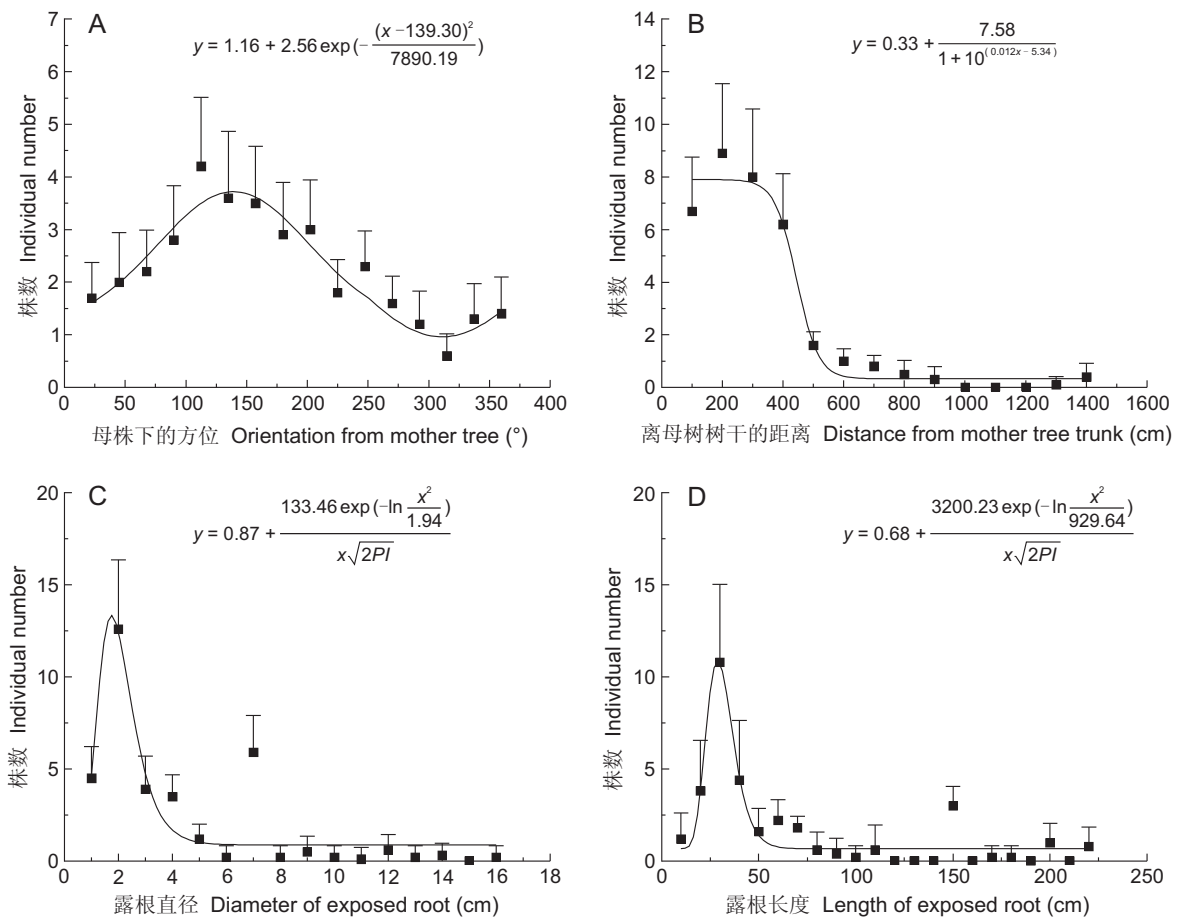 A
y = 1.16 + 2.56 exp (- (x - 139.30)² / 7890.19 )
7
6
5
4
3
2
1
0
株数 Individual number
0 50 100 150 200 250 300 350 400
母株下的方位 Orientation from mother tree (°)
B
y = 0.33 + 7.58 / 1 + 10^( 0.012x - 5.34 )
14
12
10
8
6
4
2
0
株数 Individual number
0 200 400 600 800 1000 1200 1400 1600
离母树树干的距离 Distance from mother tree trunk (cm)
C
y = 0.87 + 133.46 exp (-ln x² / 1.94 ) / x√2PI
20
15
10
5
0
株数 Individual number
0 2 4 6 8 10 12 14 16 18
露根直径 Diameter of exposed root (cm)
D
y = 0.68 + 3200.23 exp (-ln x² / 929.64 ) / x√2PI
20
15
10
5
0
株数 Individual number
0 50 100 150 200 250
露根长度 Length of exposed root (cm)